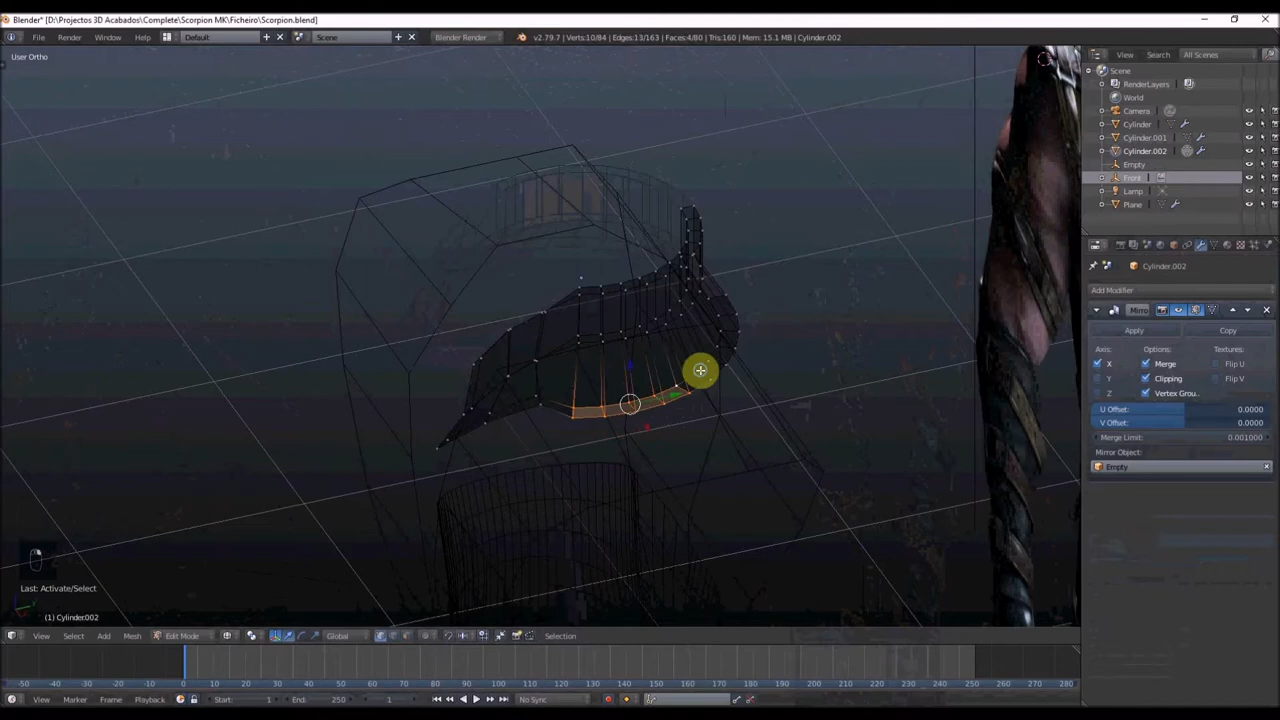 Blender* [D:\Projectos 3D Acabados\Complete\Scorpion MK\Ficheiro\Scorpion.blend]
File Render Window Help Default Scene Blender Render v2.79.7 | Verts:10/84 | Edges:13/163 | Faces:4/80 | Tris:160 | Mem: 15.1 MB | Cylinder.002
User Ortho
View Search All Scenes
Scene
RenderLayers
World
Camera
Cylinder
Cylinder.001
Cylinder.002
Empty
Front
Lamp
Plane
Cylinder.002
Add Modifier
Mirro
Apply Copy
Axis: Options: Textures:
X Merge Flip U
Y Clipping Flip V
Z Vertex Grou..
U Offset: 0.0000
V Offset: 0.0000
Merge Limit: 0.001000
Mirror Object:
Empty
Last: Activate/Select
(1) Cylinder.002
View Select Add Mesh Edit Mode Global Selection
-50 -40 -30 -20 -10 0 10 20 30 40 50 60 70 80 90 100 110 120 130 140 150 160 170 180 190 200 210 220 230 240 250 260 270 280
View Marker Frame Playback Start: 1 End: 250 1 No Sync